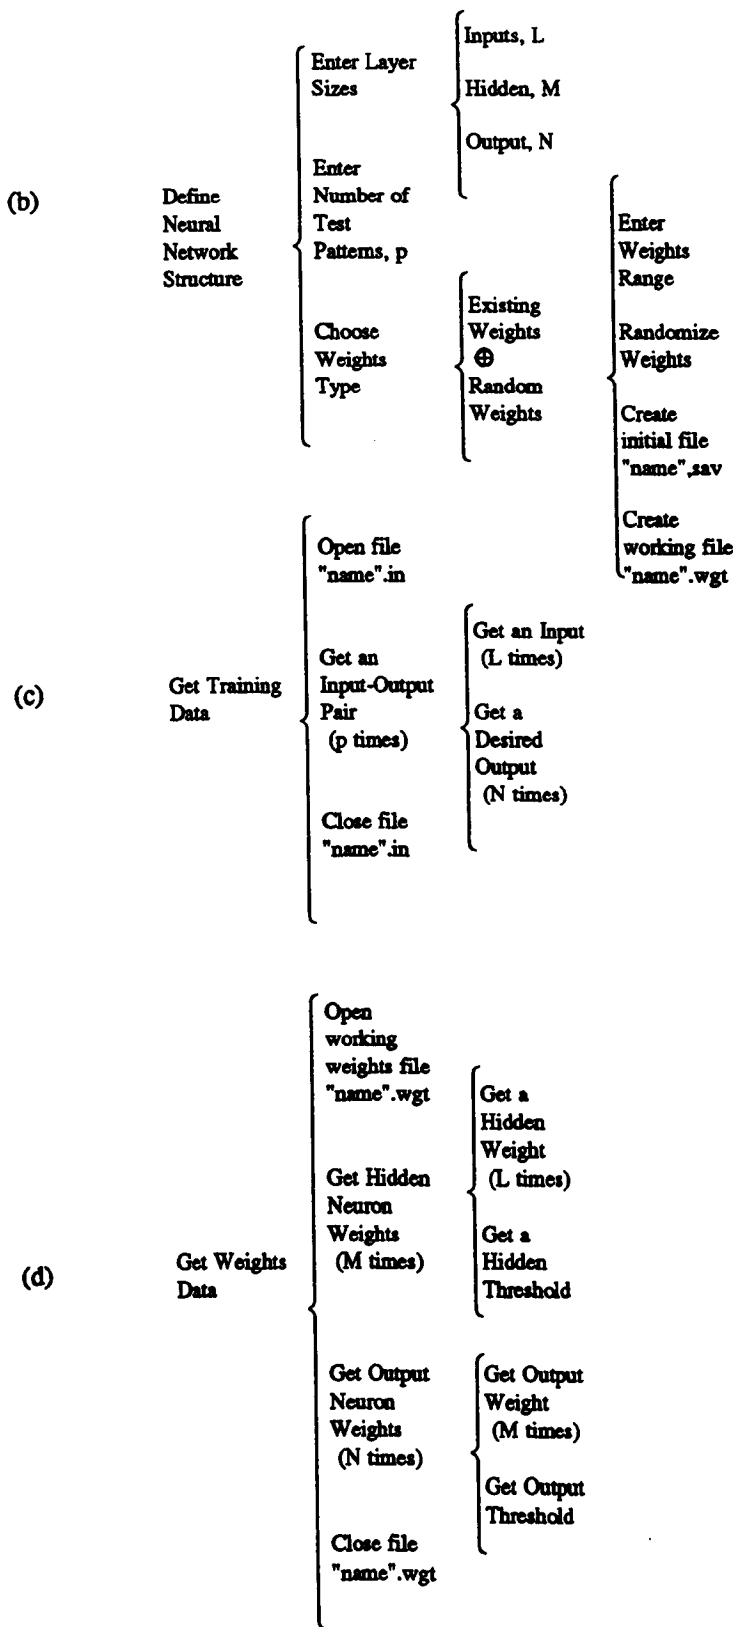 (b)
Define
Neural
Network
Structure
Enter Layer
Sizes
Inputs, L
Hidden, M
Output, N
Enter
Number of
Test
Patterns, p
Choose
Weights
Type
Existing
Weights
⊕
Random
Weights
Enter
Weights
Range
Randomize
Weights
Create
initial file
"name",sav
Create
working file
"name".wgt
(c)
Get Training
Data
Open file
"name".in
Get an
Input-Output
Pair
(p times)
Get an Input
(L times)
Get a
Desired
Output
(N times)
Close file
"name".in
(d)
Get Weights
Data
Open
working
weights file
"name".wgt
Get Hidden
Neuron
Weights
(M times)
Get a
Hidden
Weight
(L times)
Get a
Hidden
Threshold
Get Output
Neuron
Weights
(N times)
Get Output
Weight
(M times)
Get Output
Threshold
Close file
"name".wgt